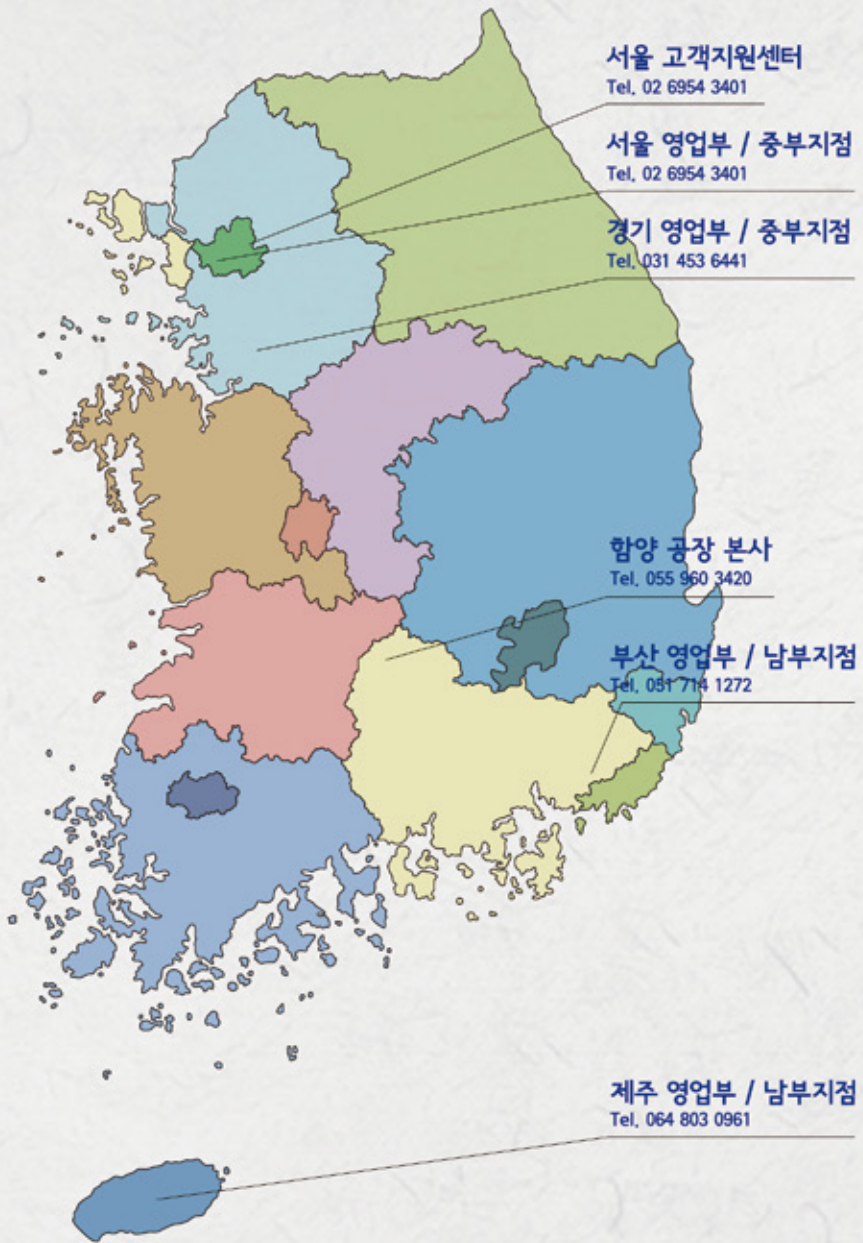 서울 고객지원센터
Tel. 02 6954 3401
서울 영업부 / 중부지점
Tel. 02 6954 3401
경기 영업부 / 중부지점
Tel. 031 453 6441
함양 공장 본사
Tel. 055 960 3420
부산 영업부 / 남부지점
Tel. 051 714 1272
제주 영업부 / 남부지점
Tel. 064 803 0961